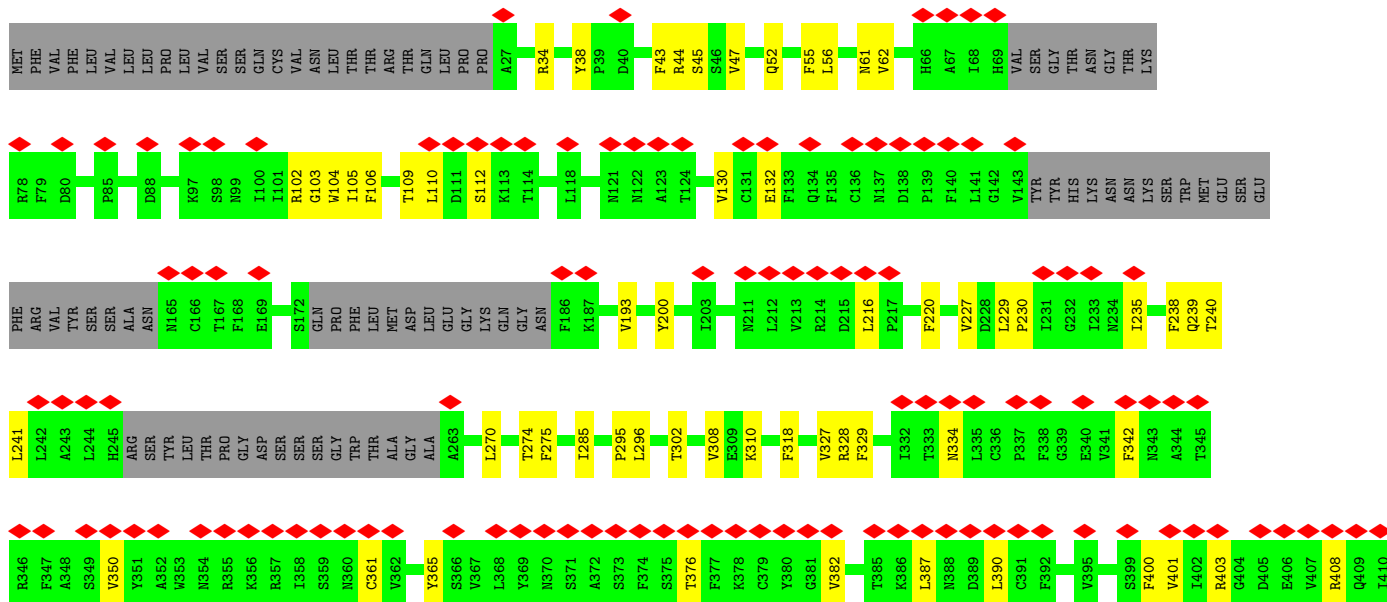 MET PHE VAL PHE LEU VAL LEU LEU PRO LEU VAL SER SER GLN CYS VAL ASN LEU THR THR ARG THR GLN LEU PRO PRO A27 R34 Y38 P39 D40 F43 R44 S45 S46 V47 Q52 F55 L56 N61 V62 H66 A67 I68 H69 VAL SER GLY THR ASN GLY THR LYS
R78 F79 D80 P85 D88 K97 S98 N99 I100 I101 R102 G103 W104 I105 F106 T109 L110 D111 S112 K113 T114 L118 N121 N122 A123 T124 V130 C131 E132 F133 Q134 F135 C136 N137 D138 P139 F140 L141 G142 V143 TYR TYR HIS LYS ASN ASN LYS SER TRP MET GLU SER GLU
PHE ARG VAL TYR SER SER ALA ASN N165 C166 T167 F168 E169 S172 GLN PRO PHE LEU MET ASP LEU GLU GLY LYS GLN GLY ASN F186 K187 V193 Y200 I203 N211 L212 V213 R214 D215 L216 P217 F220 V227 D228 L229 P230 I231 G232 I233 N234 I235 F238 Q239 T240
L241 L242 A243 L244 H245 ARG SER TYR LEU THR PRO GLY ASP SER SER SER GLY TRP THR ALA GLY ALA A263 L270 T274 F275 I285 P295 L296 T302 V308 E309 K310 F318 V327 R328 F329 I332 T333 N334 L335 C336 P337 F338 G339 E340 V341 F342 N343 A344 T345
R346 F347 A348 S349 V350 Y351 A352 W353 N354 R355 K356 R357 I358 S359 N360 C361 V362 Y365 S366 V367 L368 Y369 N370 S371 A372 S373 F374 S375 T376 F377 K378 C379 Y380 G381 V382 T385 K386 L387 N388 D389 L390 C391 F392 V395 S399 F400 V401 I402 R403 G404 D405 E406 V407 R408 Q409 I410